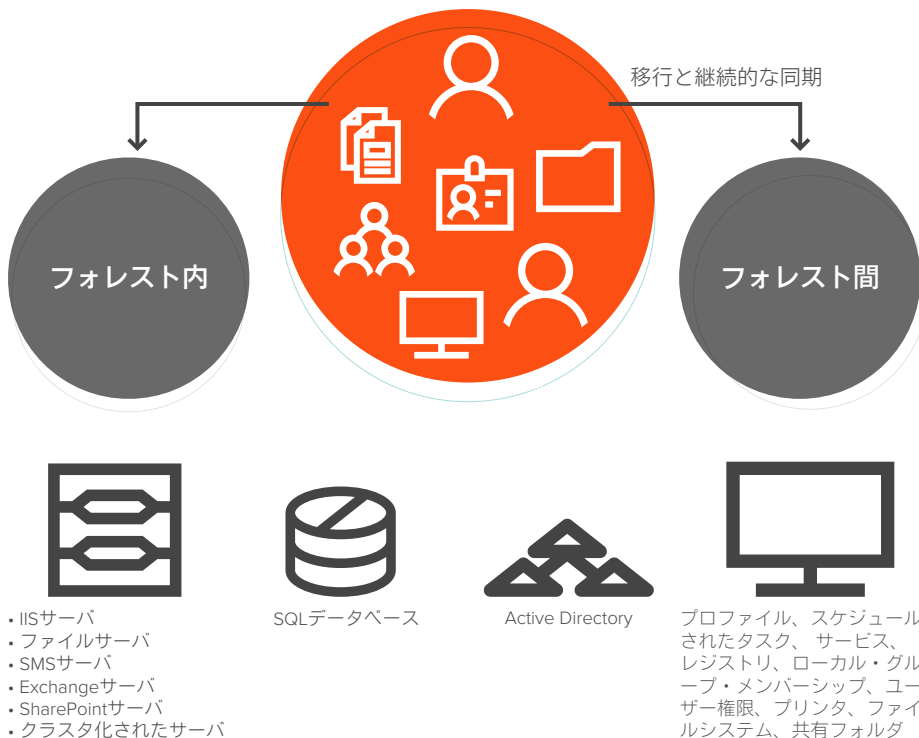 移行と継続的な同期
フォレスト内
フォレスト間
• IISサーバ
• ファイルサーバ
• SMSサーバ
• Exchangeサーバ
• SharePointサーバ
• クラスタ化されたサーバ
SQLデータベース
Active Directory
プロファイル、スケジュール
されたタスク、 サービス、
レジストリ、ローカル・グル
ープ・メンバーシップ、ユー
ザー権限、プリンタ、ファイ
ルシステム、共有フォルダ